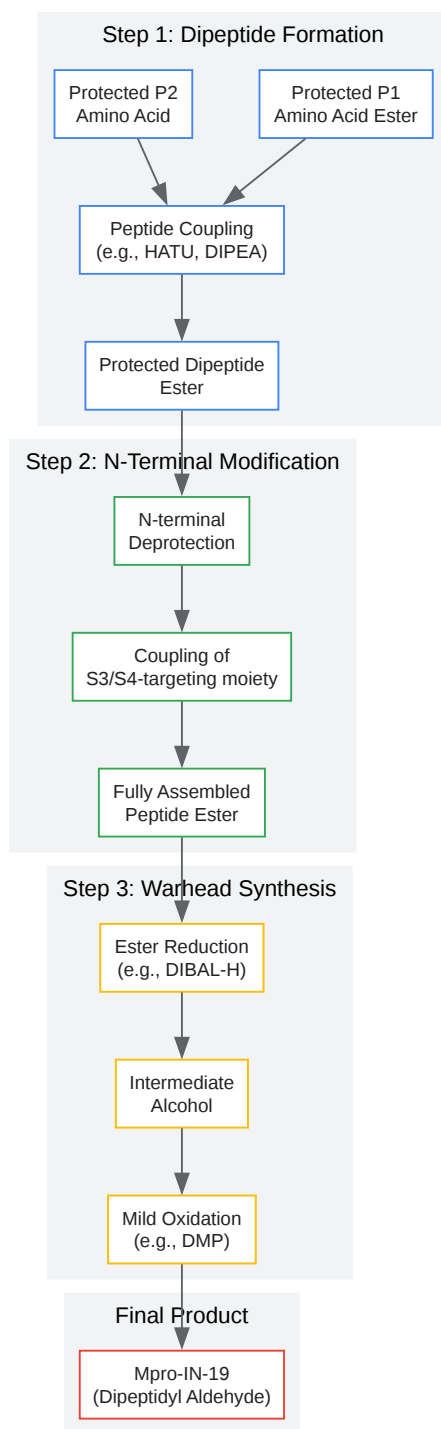 Step 1: Dipeptide Formation
Protected P2
Amino Acid
Protected P1
Amino Acid Ester
Peptide Coupling
(e.g., HATU, DIPEA)
Protected Dipeptide
Ester
Step 2: N-Terminal Modification
N-terminal
Deprotection
Coupling of
S3/S4-targeting moiety
Fully Assembled
Peptide Ester
Step 3: Warhead Synthesis
Ester Reduction
(e.g., DIBAL-H)
Intermediate
Alcohol
Mild Oxidation
(e.g., DMP)
Final Product
Mpro-IN-19
(Dipeptidyl Aldehyde)